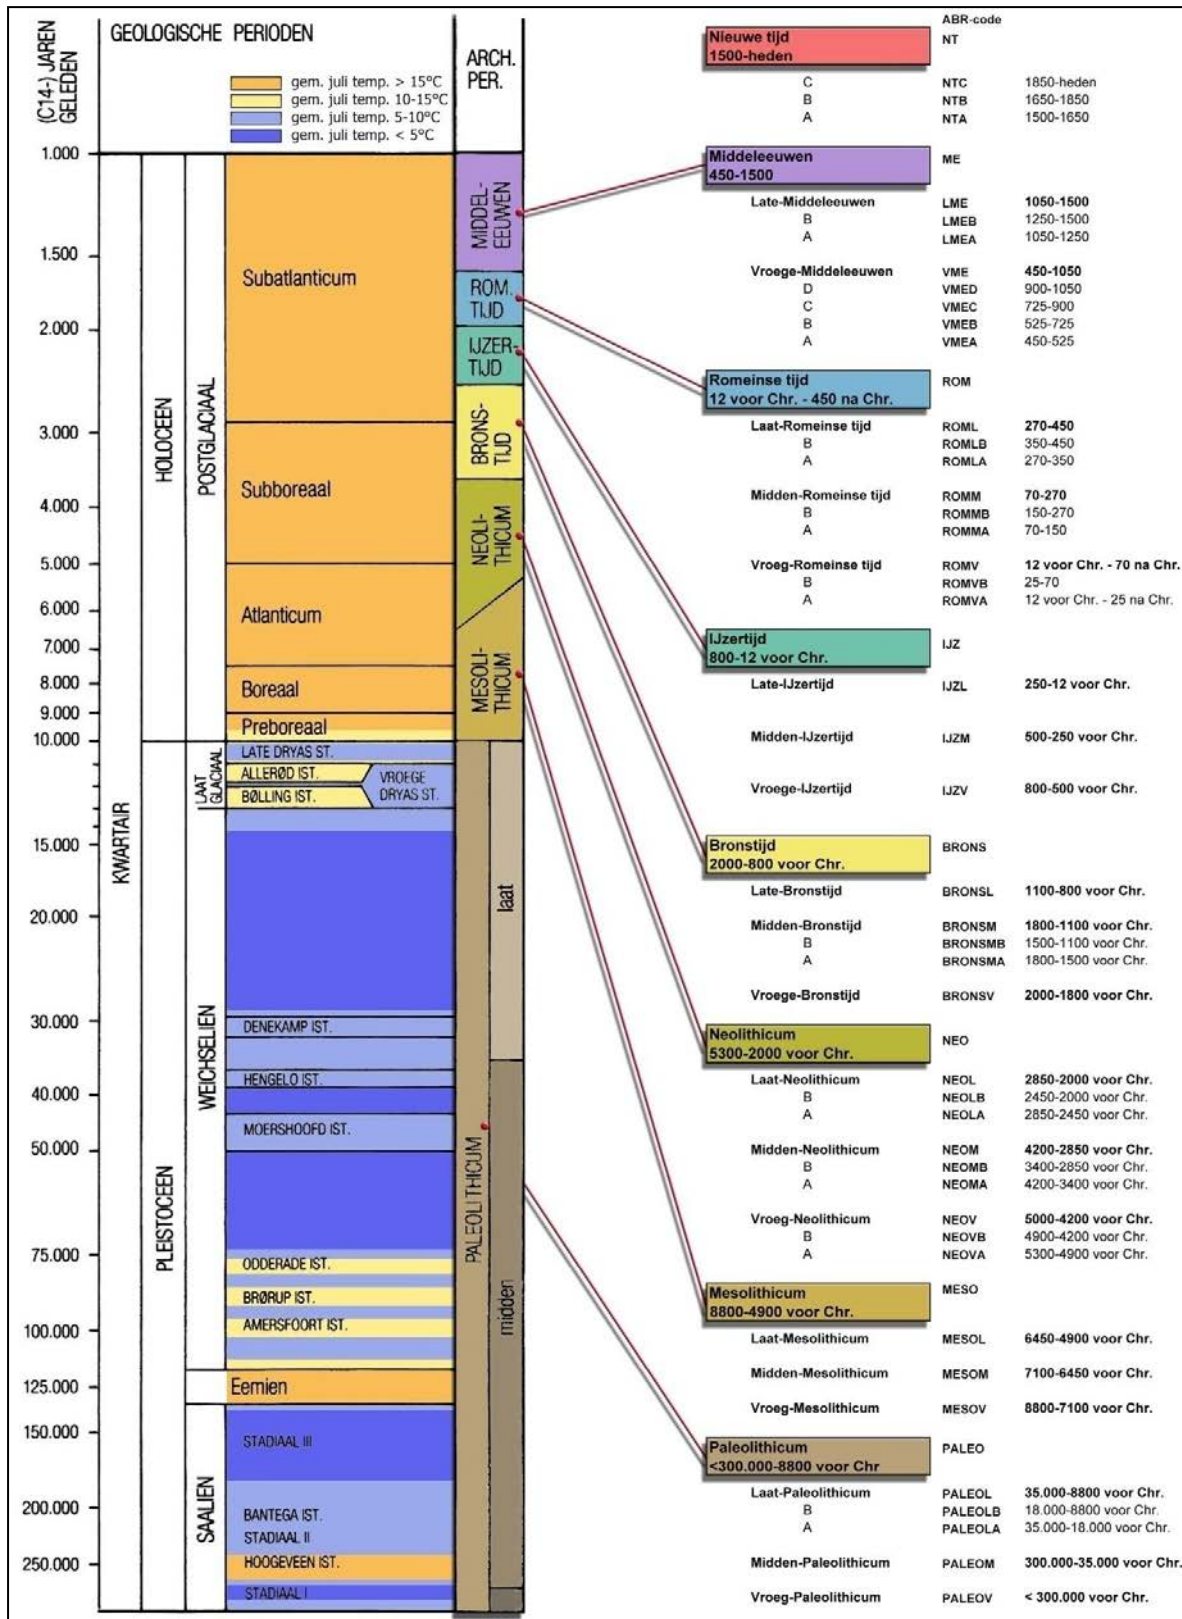 (C14-) JAREN
GELEDEN
GEOLOGISCHE PERIODEN
gem. juli temp. > 15°C
gem. juli temp. 10-15°C
gem. juli temp. 5-10°C
gem. juli temp. < 5°C
ARCH.
PER.
1.000
1.500
2.000
3.000
4.000
5.000
6.000
7.000
8.000
9.000
10.000
15.000
20.000
30.000
40.000
50.000
75.000
100.000
125.000
150.000
200.000
250.000
KWARTAIR
HOLOCEEN
PLEISTOCEEN
POSTGLACIAAL
LAAT
GLACIAAL
WEICHSELIEN
SAALIEN
Subatlanticum
Subboreaal
Atlanticum
Boreaal
Preboreaal
LATE DRYAS ST.
ALLERØD IST.
VROEGE
DRYAS ST.
BØLLING IST.
DENEKAMP IST.
HENGELO IST.
MOERSHOOFD IST.
ODDERADE IST.
BRØRUP IST.
AMERSFOORT IST.
Eemien
STADIAAL III
BANTEGA IST.
STADIAAL II
HOOGEVEEN IST.
STADIAAL I
MIDDEL-
EEUWEN
ROM.
TIJD
IJZER-
TIJD
BRONS-
TIJD
NEOLI-
THICUM
MESOLI-
THICUM
PALEOLITHICUM
laat
midden
ABR-code
Nieuwe tijd NT
1500-heden
C NTC 1850-heden
B NTB 1650-1850
A NTA 1500-1650
Middeleeuwen ME
450-1500
Late-Middeleeuwen LME 1050-1500
B LMEB 1250-1500
A LMEA 1050-1250
Vroege-Middeleeuwen VME 450-1050
D VMED 900-1050
C VMEC 725-900
B VMEB 525-725
A VMEA 450-525
Romeinse tijd ROM
12 voor Chr. - 450 na Chr.
Laat-Romeinse tijd ROML 270-450
B ROMLB 350-450
A ROMLA 270-350
Midden-Romeinse tijd ROMM 70-270
B ROMMB 150-270
A ROMMA 70-150
Vroeg-Romeinse tijd ROMV 12 voor Chr. - 70 na Chr.
B ROMVB 25-70
A ROMVA 12 voor Chr. - 25 na Chr.
IJzertijd IJZ
800-12 voor Chr.
Late-IJzertijd IJZL 250-12 voor Chr.
Midden-IJzertijd IJZM 500-250 voor Chr.
Vroege-IJzertijd IJZV 800-500 voor Chr.
Bronstijd BRONS
2000-800 voor Chr.
Late-Bronstijd BRONSL 1100-800 voor Chr.
Midden-Bronstijd BRONSM 1800-1100 voor Chr.
B BRONSMB 1500-1100 voor Chr.
A BRONSMA 1800-1500 voor Chr.
Vroege-Bronstijd BRONSV 2000-1800 voor Chr.
Neolithicum NEO
5300-2000 voor Chr.
Laat-Neolithicum NEOL 2850-2000 voor Chr.
B NEOLB 2450-2000 voor Chr.
A NEOLA 2850-2450 voor Chr.
Midden-Neolithicum NEOM 4200-2850 voor Chr.
B NEOMB 3400-2850 voor Chr.
A NEOMA 4200-3400 voor Chr.
Vroeg-Neolithicum NEOV 5000-4200 voor Chr.
B NEOVB 4900-4200 voor Chr.
A NEOVA 5300-4900 voor Chr.
Mesolithicum MESO
8800-4900 voor Chr.
Laat-Mesolithicum MESOL 6450-4900 voor Chr.
Midden-Mesolithicum MESOM 7100-6450 voor Chr.
Vroeg-Mesolithicum MESOV 8800-7100 voor Chr.
Paleolithicum PALEO
<300.000-8800 voor Chr
Laat-Paleolithicum PALEOL 35.000-8800 voor Chr.
B PALEOLB 18.000-8800 voor Chr.
A PALEOLA 35.000-18.000 voor Chr.
Midden-Paleolithicum PALEOM 300.000-35.000 voor Chr.
Vroeg-Paleolithicum PALEOV < 300.000 voor Chr.